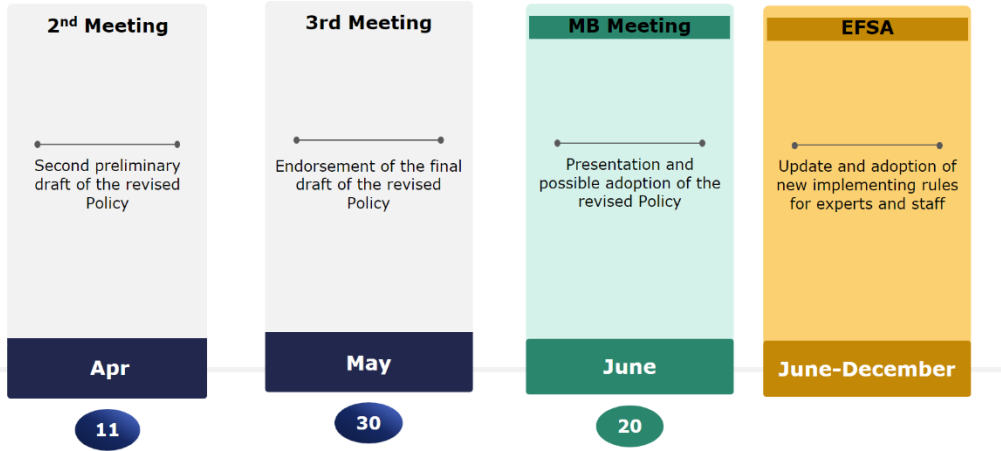 2nd Meeting
Second preliminary
draft of the revised
Policy
Apr
11
3rd Meeting
Endorsement of the final
draft of the revised
Policy
May
30
MB Meeting
Presentation and
possible adoption of the
revised Policy
June
20
EFSA
Update and adoption of
new implementing rules
for experts and staff
June-December